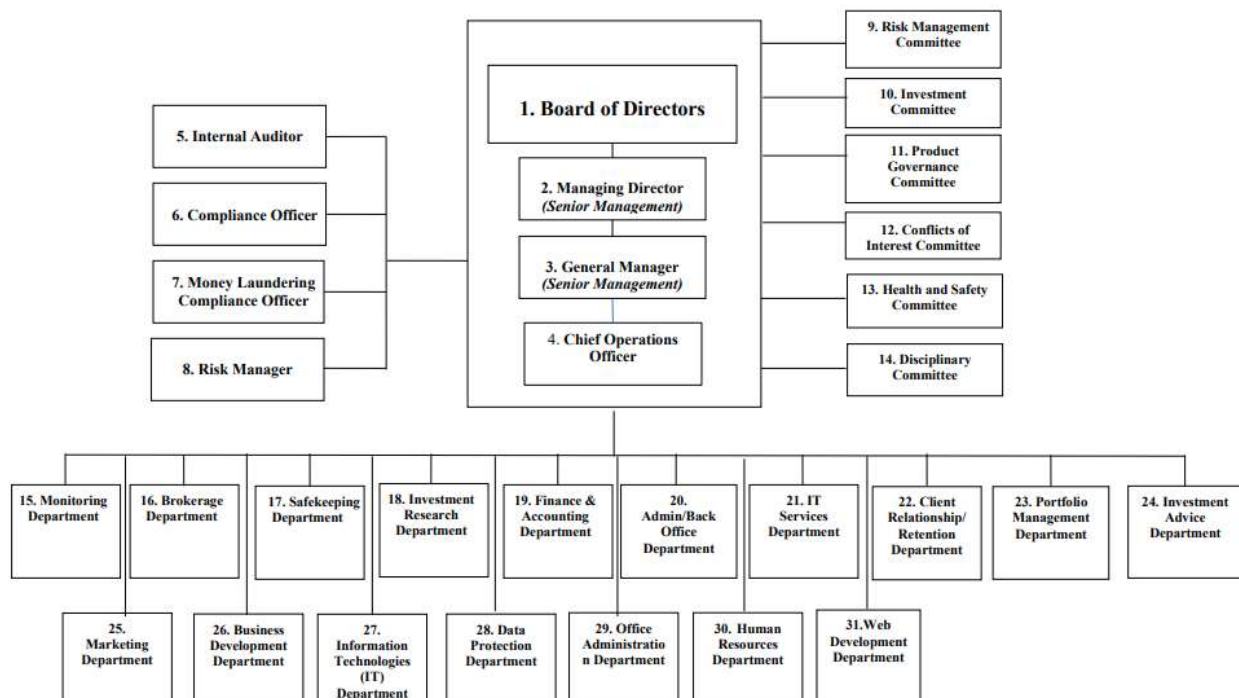 1. Board of Directors
2. Managing Director
(Senior Management)
3. General Manager
(Senior Management)
4. Chief Operations
Officer
5. Internal Auditor
6. Compliance Officer
7. Money Laundering
Compliance Officer
8. Risk Manager
9. Risk Management
Committee
10. Investment
Committee
11. Product
Governance
Committee
12. Conflicts of
Interest Committee
13. Health and Safety
Committee
14. Disciplinary
Committee
15. Monitoring
Department
16. Brokerage
Department
17. Safekeeping
Department
18. Investment
Research
Department
19. Finance &
Accounting
Department
20.
Admin/Back
Office
Department
21. IT
Services
Department
22. Client
Relationship/
Retention
Department
23. Portfolio
Management
Department
24. Investment
Advice
Department
25.
Marketing
Department
26. Business
Development
Department
27.
Information
Technologies
(IT)
Department
28. Data
Protection
Department
29. Office
Administratio
n Department
30. Human
Resources
Department
31.Web
Development
Department